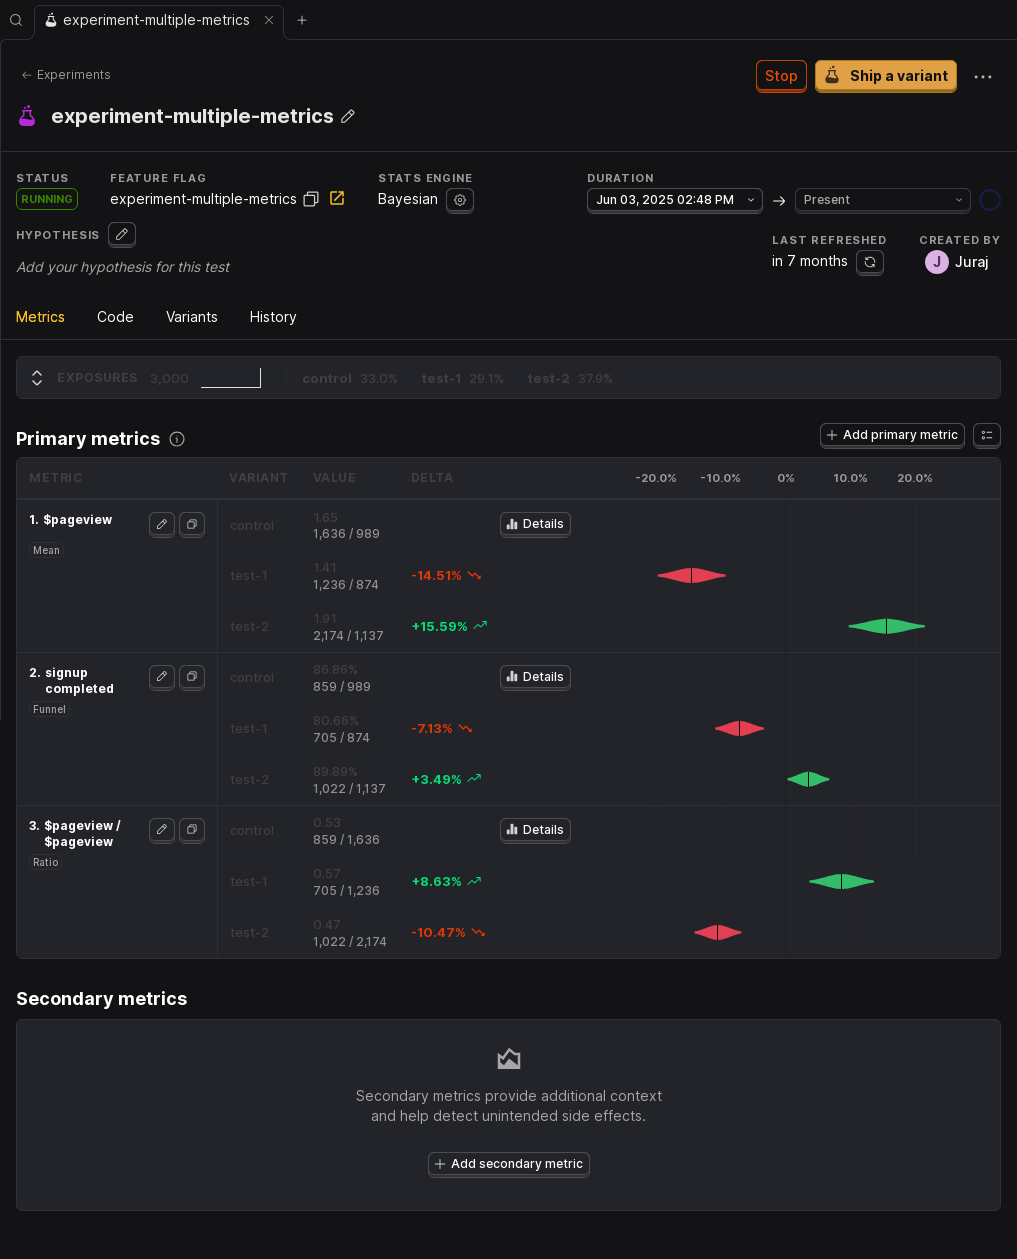 experiment-multiple-metrics
Experiments
Stop
Ship a variant
experiment-multiple-metrics
STATUS
RUNNING
FEATURE FLAG
experiment-multiple-metrics
STATS ENGINE
Bayesian
DURATION
Jun 03, 2025 02:48 PM
Present
HYPOTHESIS
Add your hypothesis for this test
LAST REFRESHED
in 7 months
CREATED BY
J Juraj
Metrics Code Variants History
EXPOSURES 3,000 control 33.0% test-1 29.1% test-2 37.9%
Primary metrics
Add primary metric
METRIC VARIANT VALUE DELTA -20.0% -10.0% 0% 10.0% 20.0%
1. $pageview
Mean
control 1.65
1,636 / 989
Details
test-1 1.41
1,236 / 874
-14.51%
test-2 1.91
2,174 / 1,137
+15.59%
2. signup
completed
Funnel
control 86.86%
859 / 989
Details
test-1 80.66%
705 / 874
-7.13%
test-2 89.89%
1,022 / 1,137
+3.49%
3. $pageview /
$pageview
Ratio
control 0.53
859 / 1,636
Details
test-1 0.57
705 / 1,236
+8.63%
test-2 0.47
1,022 / 2,174
-10.47%
Secondary metrics
Secondary metrics provide additional context
and help detect unintended side effects.
Add secondary metric